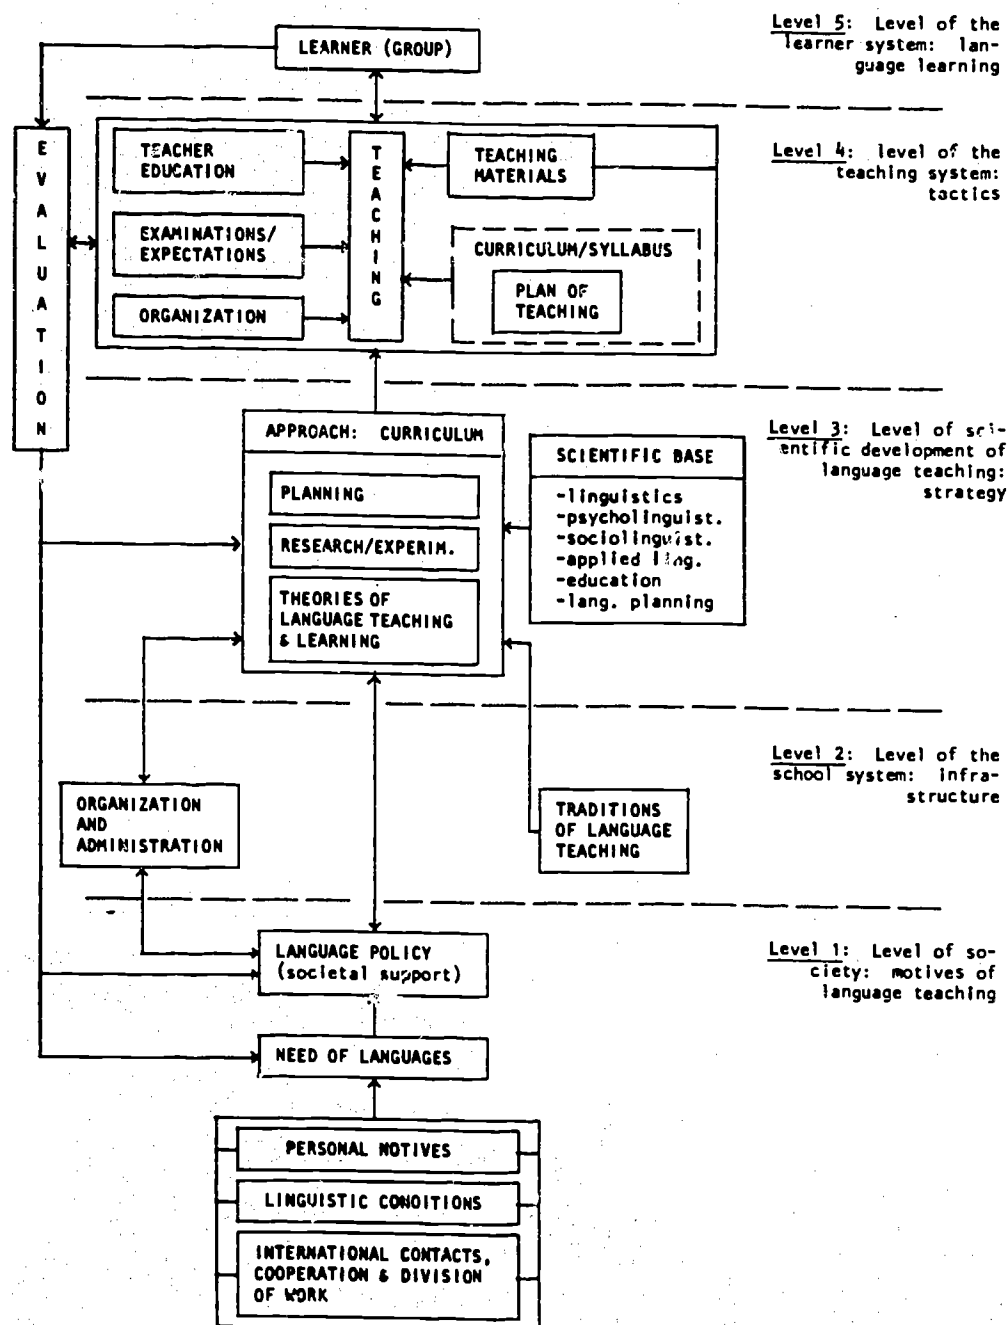 Level 5: Level of the
learner system: lan-
guage learning
LEARNER (GROUP)
EVALUATION
TEACHER
EDUCATION
EXAMINATIONS/
EXPECTATIONS
ORGANIZATION
TEACHING
TEACHING
MATERIALS
CURRICULUM/SYLLABUS
PLAN OF
TEACHING
Level 4: level of the
teaching system:
tactics
APPROACH: CURRICULUM
PLANNING
RESEARCH/EXPERIM.
THEORIES OF
LANGUAGE TEACHING
& LEARNING
SCIENTIFIC BASE
-linguistics
-psycholinguist.
-sociolinguist.
-applied ling.
-education
-lang. planning
Level 3: Level of sci-
entific development of
language teaching:
strategy
ORGANIZATION
AND
ADMINISTRATION
TRADITIONS
OF LANGUAGE
TEACHING
Level 2: Level of the
school system: infra-
structure
LANGUAGE POLICY
(societal support)
NEED OF LANGUAGES
Level 1: Level of so-
ciety: motives of
language teaching
PERSONAL MOTIVES
LINGUISTIC CONDITIONS
INTERNATIONAL CONTACTS,
COOPERATION & DIVISION
OF WORK